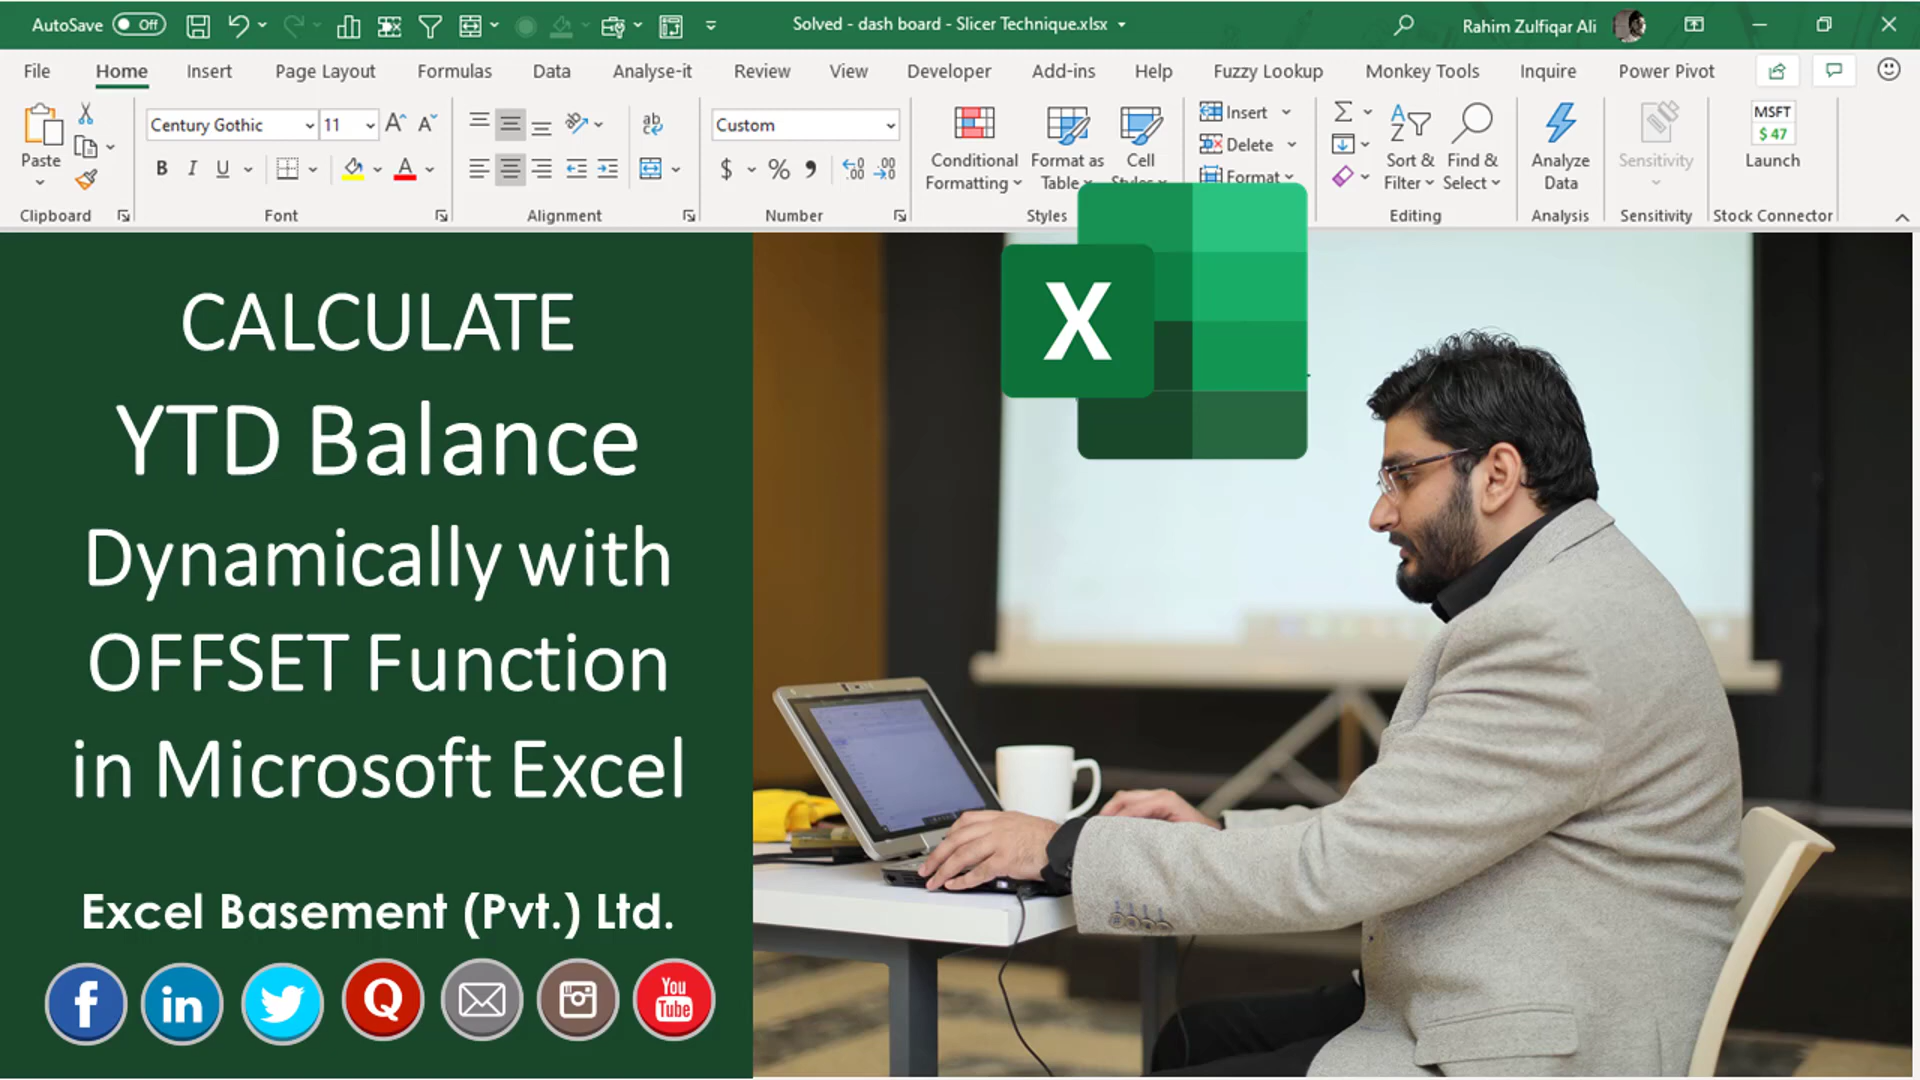 AutoSave Off
Solved - dash board - Slicer Technique.xlsx
Rahim Zulfiqar Ali
File Home Insert Page Layout Formulas Data Analyse-it Review View Developer Add-ins Help Fuzzy Lookup Monkey Tools Inquire Power Pivot
Paste
Clipboard
Century Gothic 11
B I U
Font
Alignment
Custom
$ %
Number
Conditional
Formatting
Format as
Table
Cell
Styles
Styles
Insert
Delete
Format
Sort &
Filter
Find &
Select
Editing
Analyze
Data
Analysis
Sensitivity
Sensitivity
MSFT
$ 47
Launch
Stock Connector
X
CALCULATE
YTD Balance
Dynamically with
OFFSET Function
in Microsoft Excel
Excel Basement (Pvt.) Ltd.
f in Q You Tube